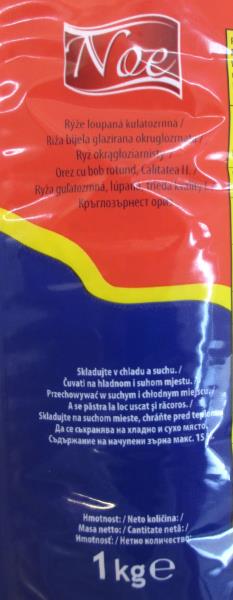 Noe
Rýže loupaná kulatozrnná /
Riža bijela glazirana okruglozrnata /
Ryż okrągłoziarnisty /
Orez cu bob rotund, Calitatea II. /
Ryža guľatozrnná, lúpaná, trieda kvality I
Кръглозърнест ориз
Skladujte v chladu a suchu. /
Čuvati na hladnom i suhom mjestu. /
Przechowywać w suchym i chłodnym miejscu. /
A se păstra la loc uscat şi răcoros. /
Skladujte na suchom mieste, chráňte pred teplom
Да се съхранява на хладно и сухо място.
Съдържание на начупени зърна макс. 15
Hmotnost: / Neto količina: /
Masa netto: / Cantitate netă: /
Hmotnosť: / Нетно количество:
1kg℮